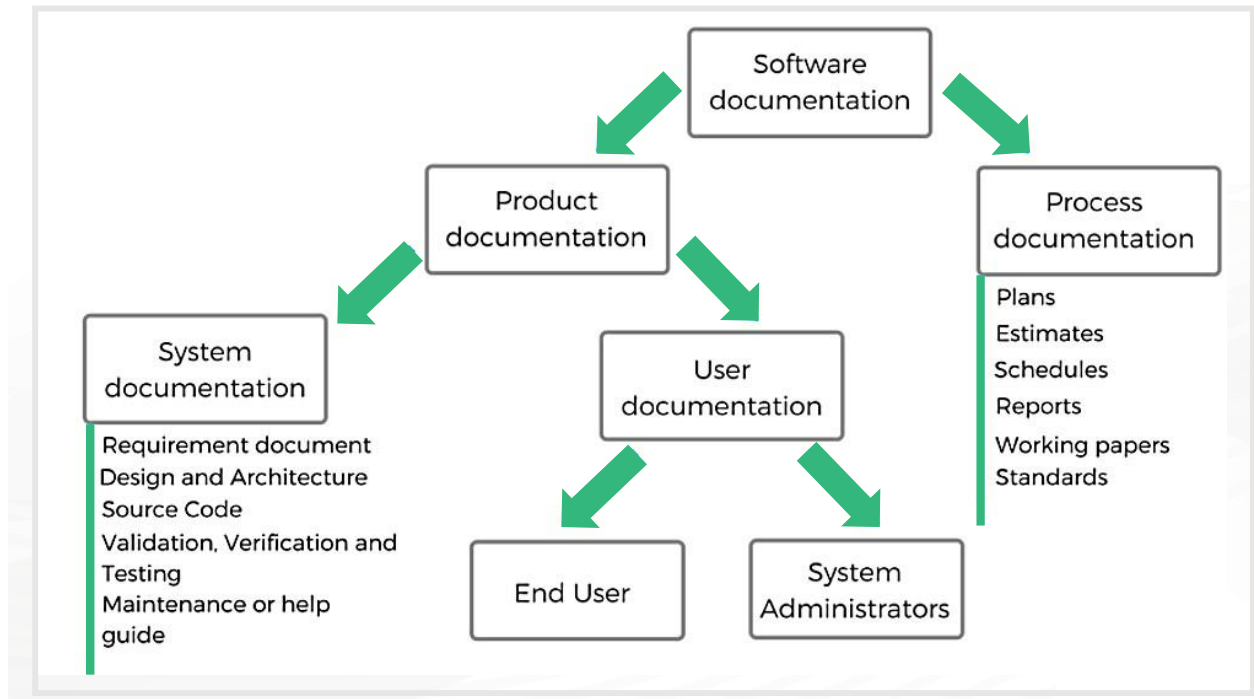 Software
documentation
Product
documentation
Process
documentation
Plans
Estimates
Schedules
Reports
Working papers
Standards
System
documentation
Requirement document
Design and Architecture
Source Code
Validation, Verification and
Testing
Maintenance or help
guide
User
documentation
End User
System
Administrators